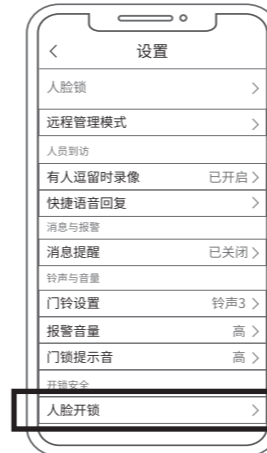 设置
人脸锁
远程管理模式
人员到访
有人逗留时录像 已开启
快捷语音回复
消息与报警
消息提醒 已关闭
铃声与音量
门铃设置 铃声3
报警音量 高
门锁提示音 高
开锁安全
人脸开锁